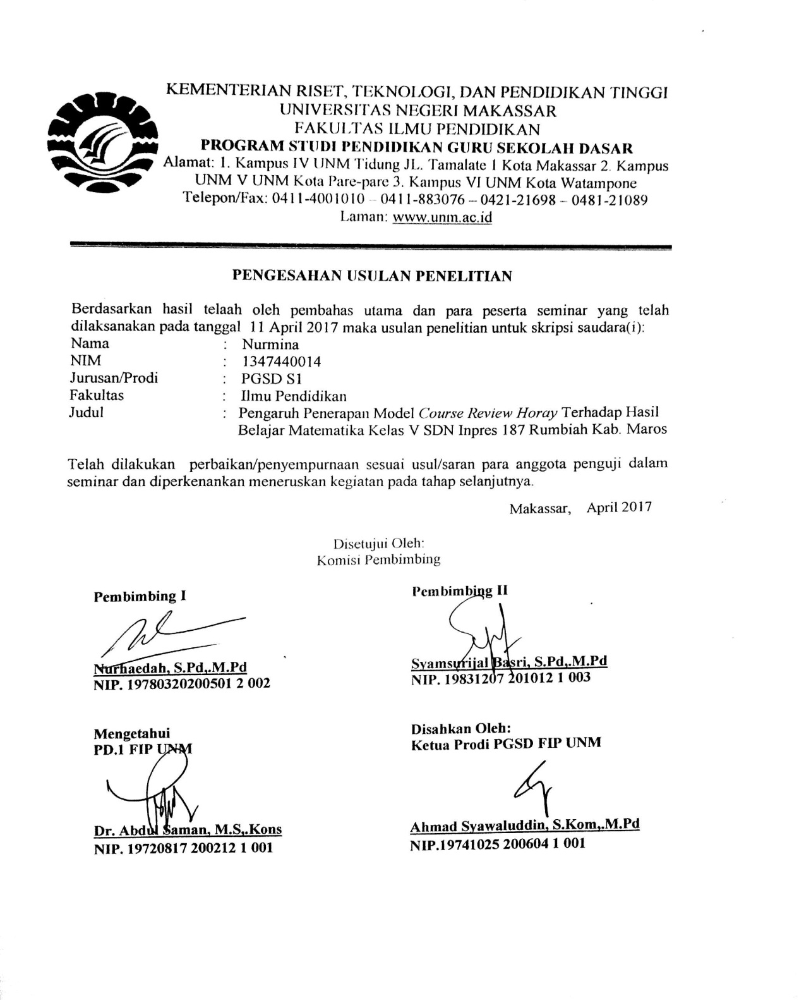 KEMENTERIAN RISET, TEKNOLOGI, DAN PENDIDIKAN TINGGI
UNIVERSITAS NEGERI MAKASSAR
FAKULTAS ILMU PENDIDIKAN
PROGRAM STUDI PENDIDIKAN GURU SEKOLAH DASAR
Alamat: 1. Kampus IV UNM Tidung JL. Tamalate 1 Kota Makassar 2. Kampus
UNM V UNM Kota Pare-pare 3. Kampus VI UNM Kota Watampone
Telepon/Fax: 0411-4001010 – 0411-883076 – 0421-21698 – 0481-21089
Laman: www.unm.ac.id
PENGESAHAN USULAN PENELITIAN
Berdasarkan hasil telaah oleh pembahas utama dan para peserta seminar yang telah
dilaksanakan pada tanggal 11 April 2017 maka usulan penelitian untuk skripsi saudara(i):
Nama : Nurmina
NIM : 1347440014
Jurusan/Prodi : PGSD S1
Fakultas : Ilmu Pendidikan
Judul : Pengaruh Penerapan Model Course Review Horay Terhadap Hasil
Belajar Matematika Kelas V SDN Inpres 187 Rumbiah Kab. Maros
Telah dilakukan perbaikan/penyempurnaan sesuai usul/saran para anggota penguji dalam
seminar dan diperkenankan meneruskan kegiatan pada tahap selanjutnya.
Makassar, April 2017
Disetujui Oleh:
Komisi Pembimbing
Pembimbing I
Nurhaedah, S.Pd,.M.Pd
NIP. 19780320200501 2 002
Pembimbing II
Syamsurijal Basri, S.Pd,.M.Pd
NIP. 19831207 201012 1 003
Mengetahui
PD.1 FIP UNM
Dr. Abdul Saman, M.S,.Kons
NIP. 19720817 200212 1 001
Disahkan Oleh:
Ketua Prodi PGSD FIP UNM
Ahmad Syawaluddin, S.Kom,.M.Pd
NIP.19741025 200604 1 001